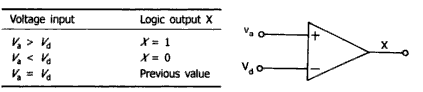 Voltage input Logic output X
Va > Vd X = 1
Va < Vd X = 0
Va = Vd Previous value
va + X
Vd −